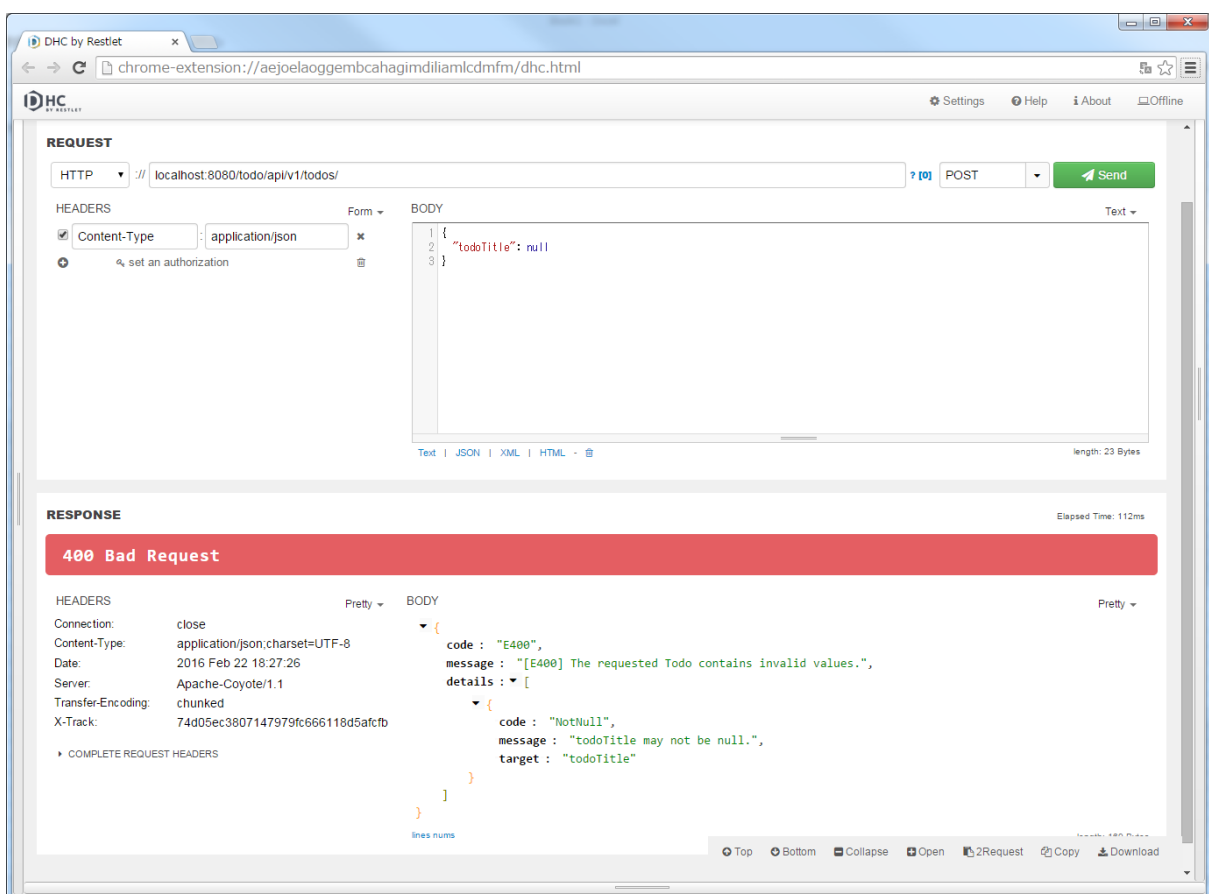 DHC by Restlet
chrome-extension://aejoelaoggembcahagimdiliamlcdmfm/dhc.html
DHC
BY RESTLET
Settings Help About Offline
REQUEST
HTTP :// localhost:8080/todo/api/v1/todos/ ? [0] POST Send
HEADERS Form
Content-Type : application/json
set an authorization
BODY Text
1 {
2 "todoTitle": null
3 }
Text | JSON | XML | HTML -
length: 23 Bytes
RESPONSE
Elapsed Time: 112ms
400 Bad Request
HEADERS Pretty
Connection: close
Content-Type: application/json;charset=UTF-8
Date: 2016 Feb 22 18:27:26
Server: Apache-Coyote/1.1
Transfer-Encoding: chunked
X-Track: 74d05ec3807147979fc666118d5afcfb
COMPLETE REQUEST HEADERS
BODY Pretty
{
code : "E400",
message : "[E400] The requested Todo contains invalid values.",
details : [
{
code : "NotNull",
message : "todoTitle may not be null.",
target : "todoTitle"
}
]
}
lines nums
Top Bottom Collapse Open 2Request Copy Download